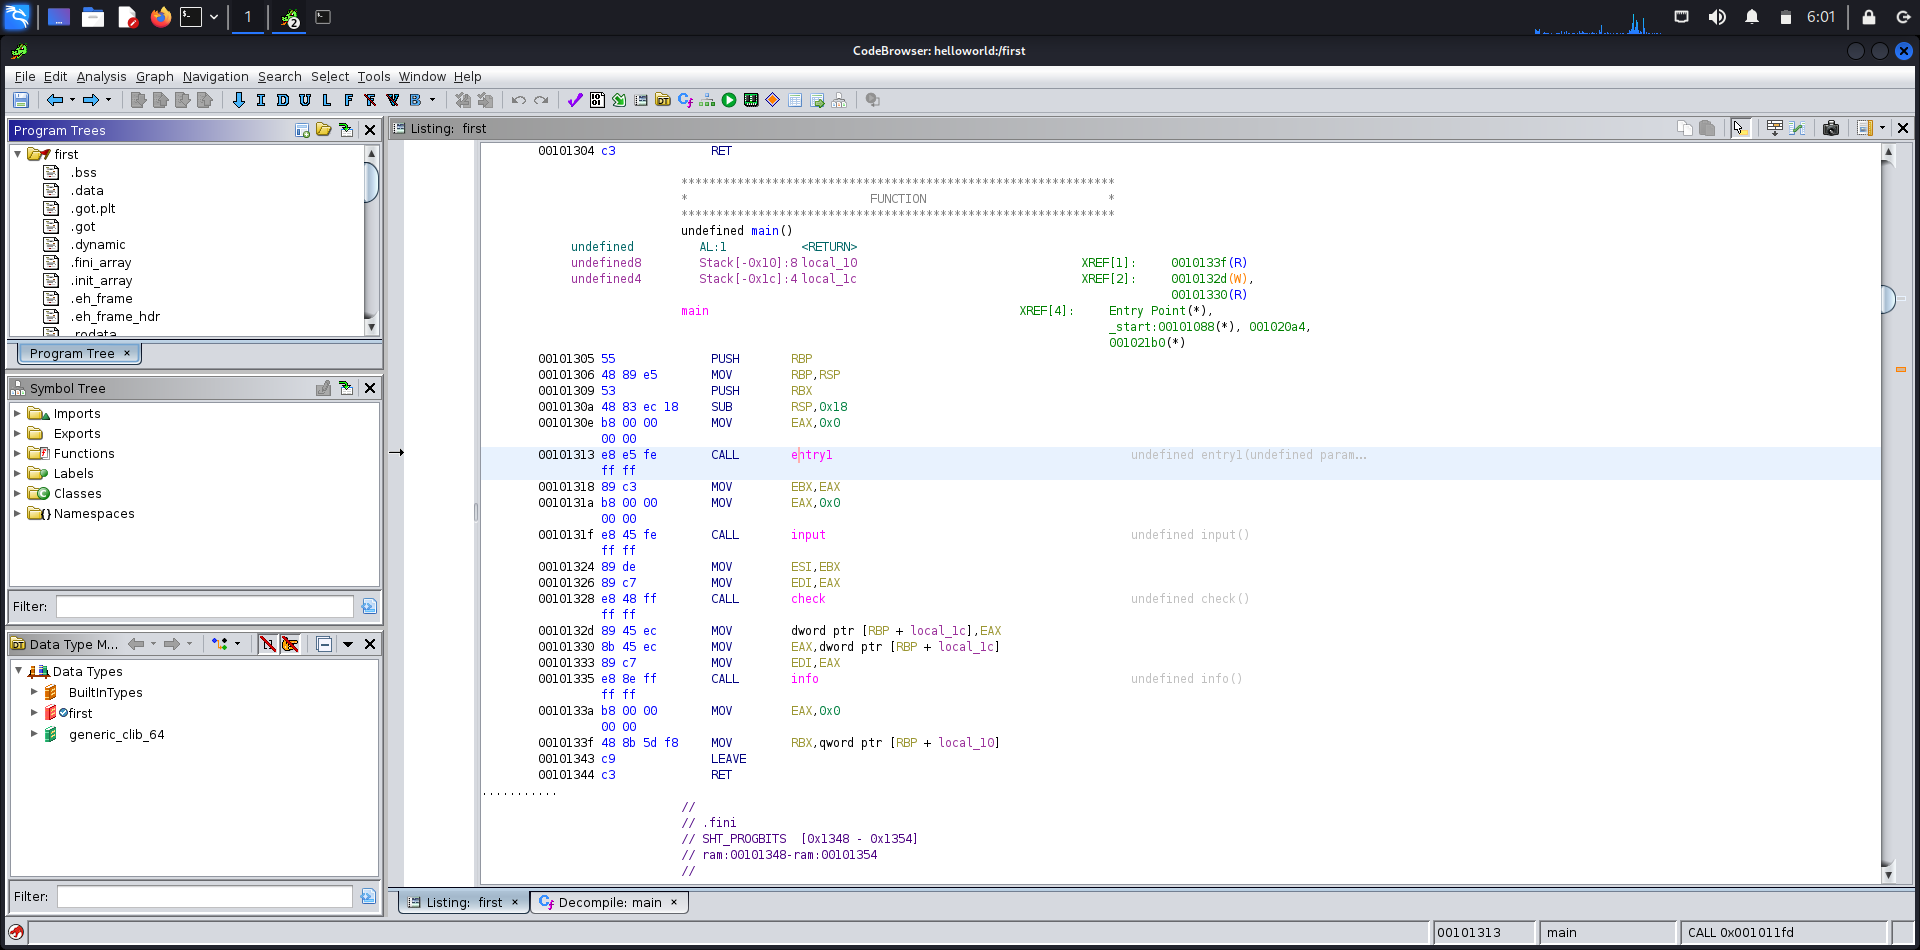 1
2
6:01
CodeBrowser: helloworld:/first
File Edit Analysis Graph Navigation Search Select Tools Window Help
I D U L F B
Program Trees
first
.bss
.data
.got.plt
.got
.dynamic
.fini_array
.init_array
.eh_frame
.eh_frame_hdr
.rodata
Program Tree ×
Symbol Tree
Imports
Exports
Functions
Labels
Classes
Namespaces
Filter:
Data Type M...
Data Types
BuiltInTypes
first
generic_clib_64
Filter:
Listing: first
00101304 c3 RET
**************************************************************
* FUNCTION *
**************************************************************
undefined main()
undefined AL:1 <RETURN>
undefined8 Stack[-0x10]:8 local_10 XREF[1]: 0010133f(R)
undefined4 Stack[-0x1c]:4 local_1c XREF[2]: 0010132d(W),
00101330(R)
main XREF[4]: Entry Point(*),
_start:00101088(*), 001020a4,
001021b0(*)
00101305 55 PUSH RBP
00101306 48 89 e5 MOV RBP,RSP
00101309 53 PUSH RBX
0010130a 48 83 ec 18 SUB RSP,0x18
0010130e b8 00 00 MOV EAX,0x0
00 00
00101313 e8 e5 fe CALL entry1 undefined entry1(undefined param...
ff ff
00101318 89 c3 MOV EBX,EAX
0010131a b8 00 00 MOV EAX,0x0
00 00
0010131f e8 45 fe CALL input undefined input()
ff ff
00101324 89 de MOV ESI,EBX
00101326 89 c7 MOV EDI,EAX
00101328 e8 48 ff CALL check undefined check()
ff ff
0010132d 89 45 ec MOV dword ptr [RBP + local_1c],EAX
00101330 8b 45 ec MOV EAX,dword ptr [RBP + local_1c]
00101333 89 c7 MOV EDI,EAX
00101335 e8 8e ff CALL info undefined info()
ff ff
0010133a b8 00 00 MOV EAX,0x0
00 00
0010133f 48 8b 5d f8 MOV RBX,qword ptr [RBP + local_10]
00101343 c9 LEAVE
00101344 c3 RET
...........
//
// .fini
// SHT_PROGBITS [0x1348 - 0x1354]
// ram:00101348-ram:00101354
//
Listing: first × Decompile: main ×
00101313 main CALL 0x001011fd